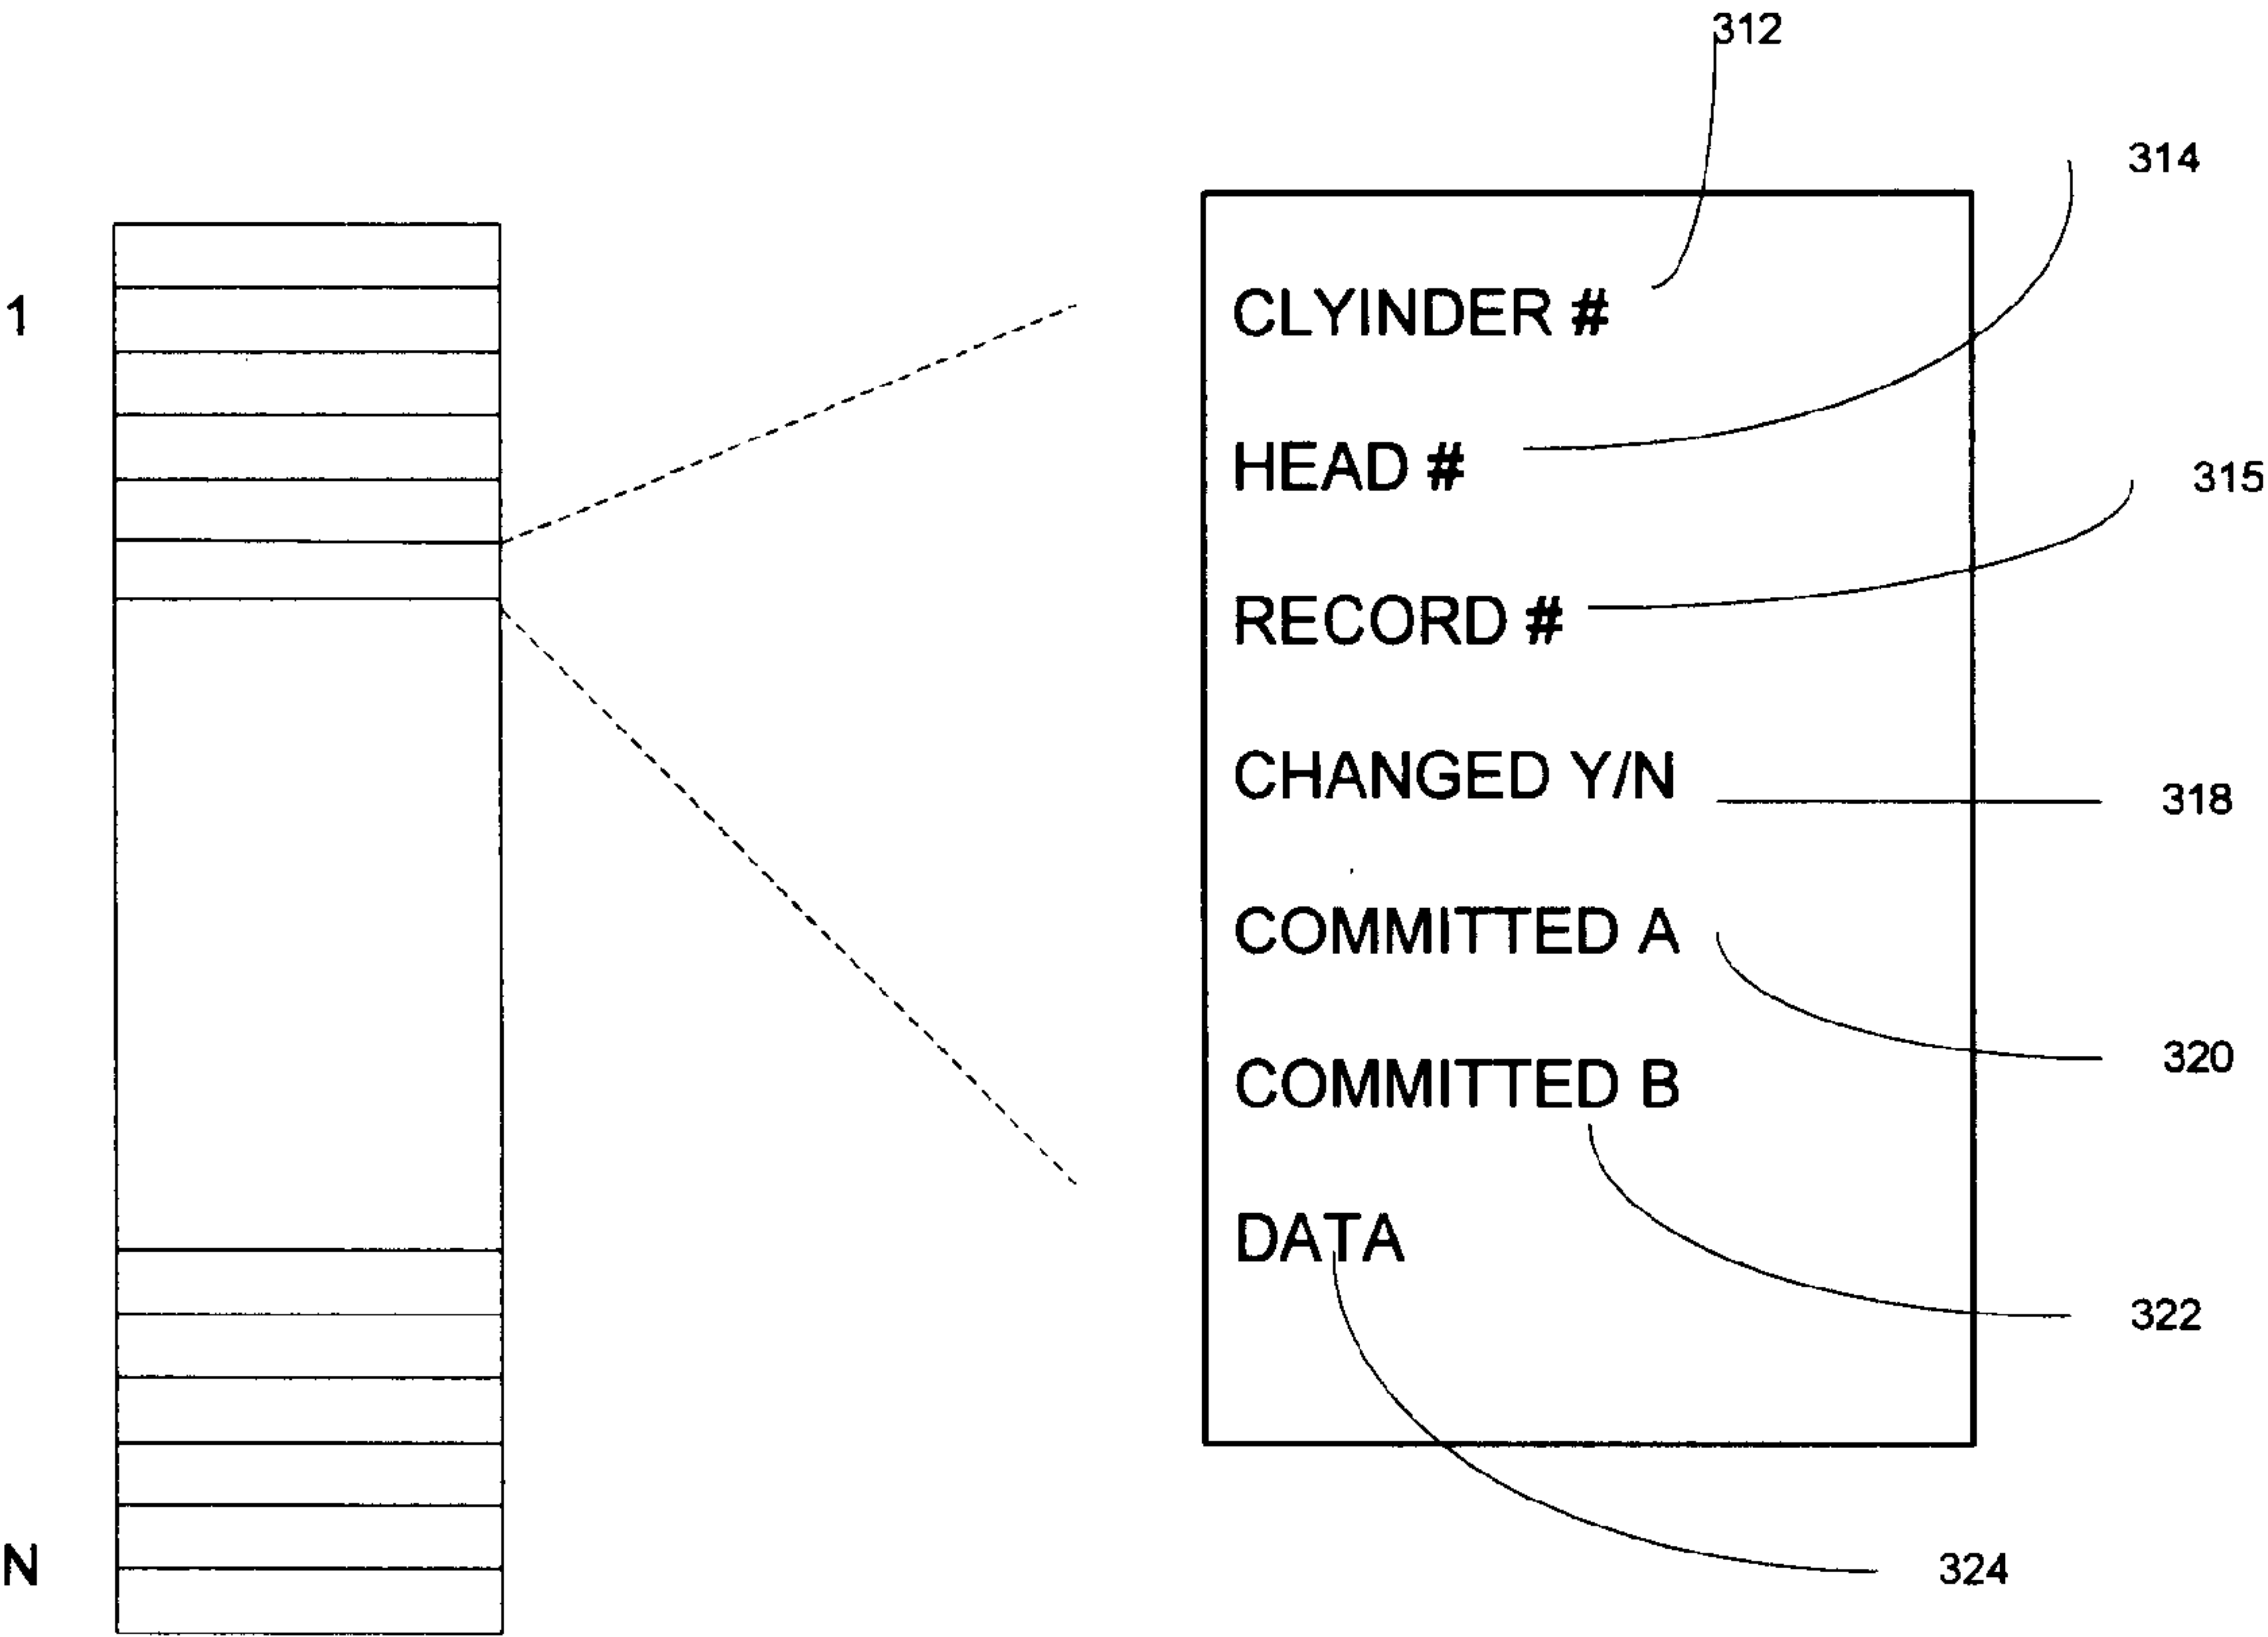 312
314
1
CLYINDER #
HEAD #
315
RECORD #
CHANGED Y/N
318
COMMITTED A
320
COMMITTED B
DATA
322
N
324